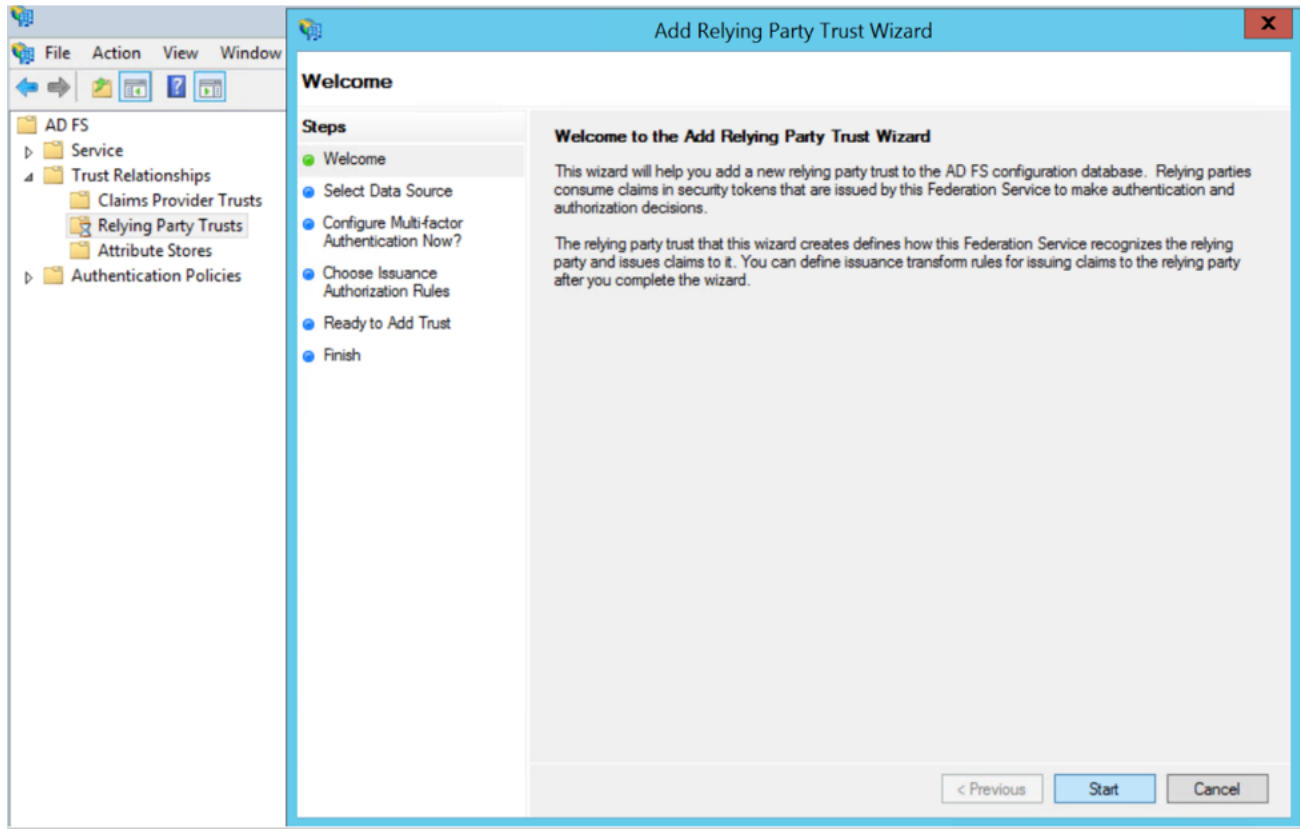 Add Relying Party Trust Wizard
X
File Action View Window
Welcome
AD FS
Service
Trust Relationships
Claims Provider Trusts
Relying Party Trusts
Attribute Stores
Authentication Policies
Steps
Welcome
Select Data Source
Configure Multi-factor
Authentication Now?
Choose Issuance
Authorization Rules
Ready to Add Trust
Finish
Welcome to the Add Relying Party Trust Wizard
This wizard will help you add a new relying party trust to the AD FS configuration database. Relying parties
consume claims in security tokens that are issued by this Federation Service to make authentication and
authorization decisions.
The relying party trust that this wizard creates defines how this Federation Service recognizes the relying
party and issues claims to it. You can define issuance transform rules for issuing claims to the relying party
after you complete the wizard.
< Previous Start Cancel